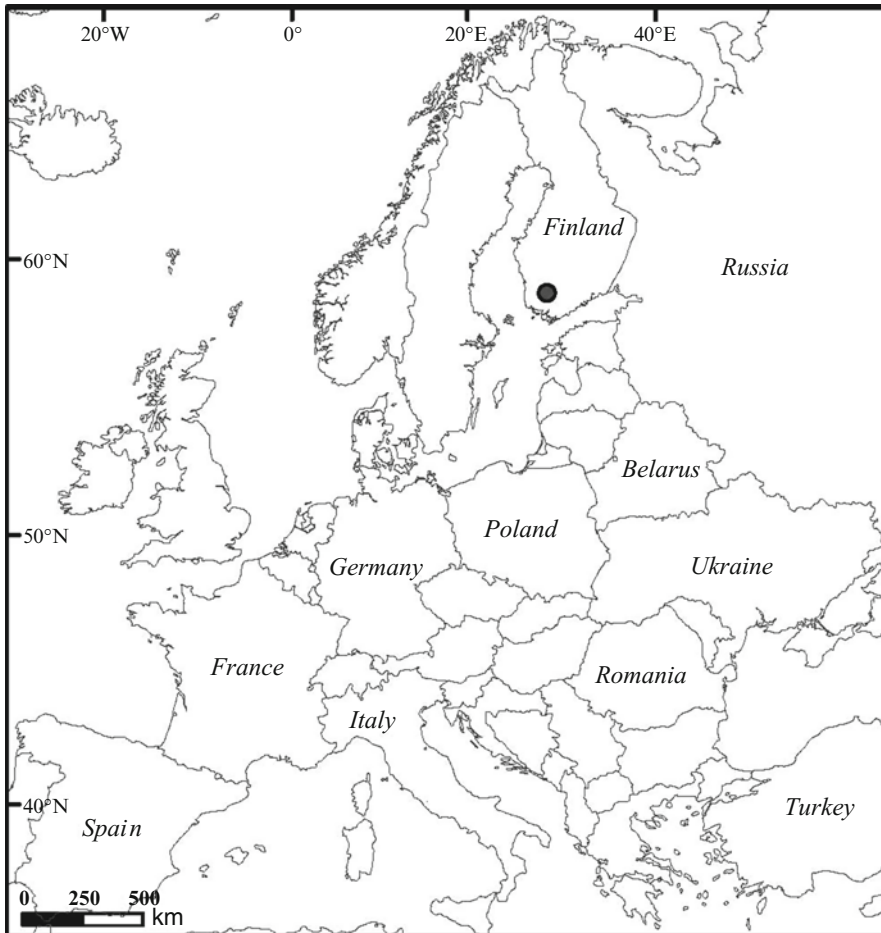 20°W 0° 20°E 40°E
Finland
60°N
Russia
Belarus
Poland
50°N
Germany
Ukraine
France
Romania
Italy
40°N
Turkey
Spain
0 250 500
km